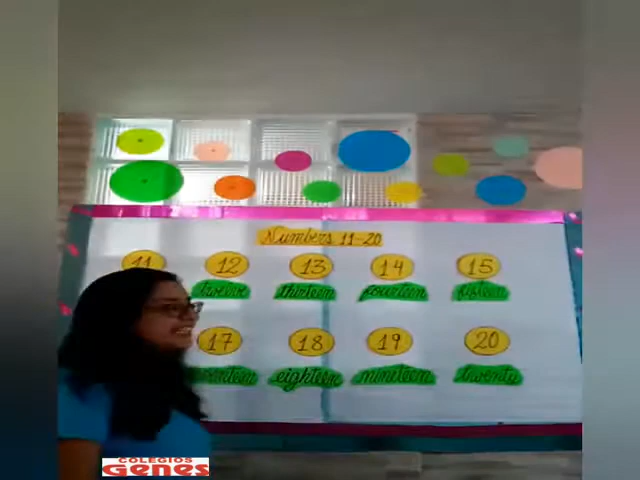 Numbers 11-20
11 12 13 14 15
twelve thirteen fourteen fifteen
17 18 19 20
eighteen nineteen twenty
COLEGIOS
Genes